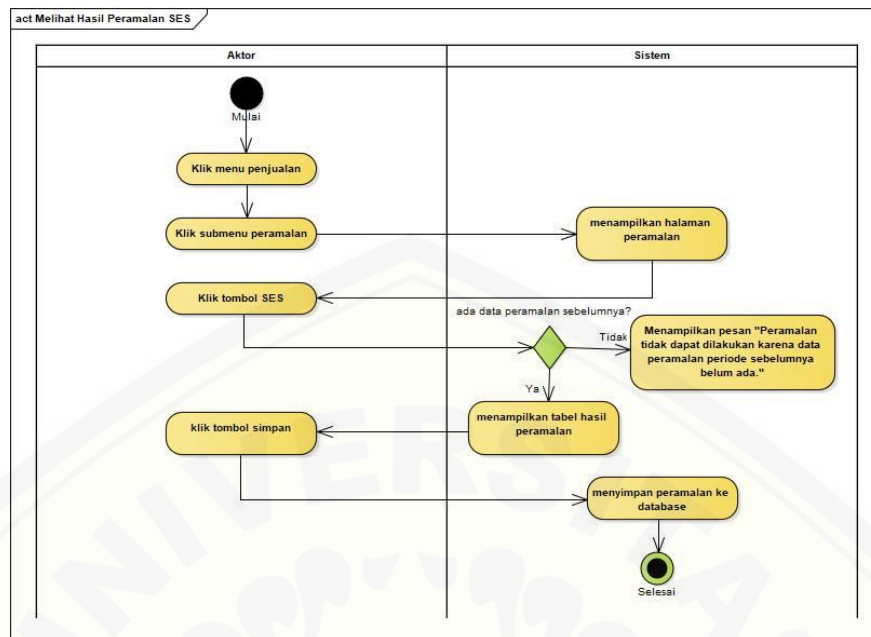 act Melihat Hasil Peramalan SES
Aktor
Sistem
Mulai
Klik menu penjualan
Klik submenu peramalan
menampilkan halaman
peramalan
Klik tombol SES
ada data peramalan sebelumnya?
Tidak
Menampilkan pesan "Peramalan
tidak dapat dilakukan karena data
peramalan periode sebelumnya
belum ada."
Ya
menampilkan tabel hasil
peramalan
klik tombol simpan
menyimpan peramalan ke
database
Selesai
UNIVERSITA